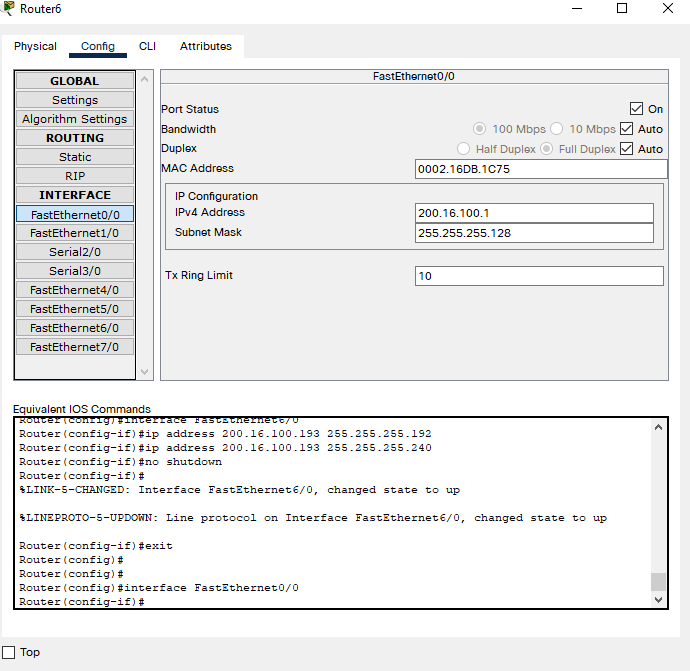 Router6
Physical Config CLI Attributes
GLOBAL
Settings
Algorithm Settings
ROUTING
Static
RIP
INTERFACE
FastEthernet0/0
FastEthernet1/0
Serial2/0
Serial3/0
FastEthernet4/0
FastEthernet5/0
FastEthernet6/0
FastEthernet7/0
FastEthernet0/0
Port Status On
Bandwidth 100 Mbps 10 Mbps Auto
Duplex Half Duplex Full Duplex Auto
MAC Address 0002.16DB.1C75
IP Configuration
IPv4 Address 200.16.100.1
Subnet Mask 255.255.255.128
Tx Ring Limit 10
Equivalent IOS Commands
Router(config)#interface FastEthernet6/0
Router(config-if)#ip address 200.16.100.193 255.255.255.192
Router(config-if)#ip address 200.16.100.193 255.255.255.240
Router(config-if)#no shutdown
Router(config-if)#
%LINK-5-CHANGED: Interface FastEthernet6/0, changed state to up
%LINEPROTO-5-UPDOWN: Line protocol on Interface FastEthernet6/0, changed state to up
Router(config-if)#exit
Router(config)#
Router(config)#
Router(config)#interface FastEthernet0/0
Router(config-if)#
Top